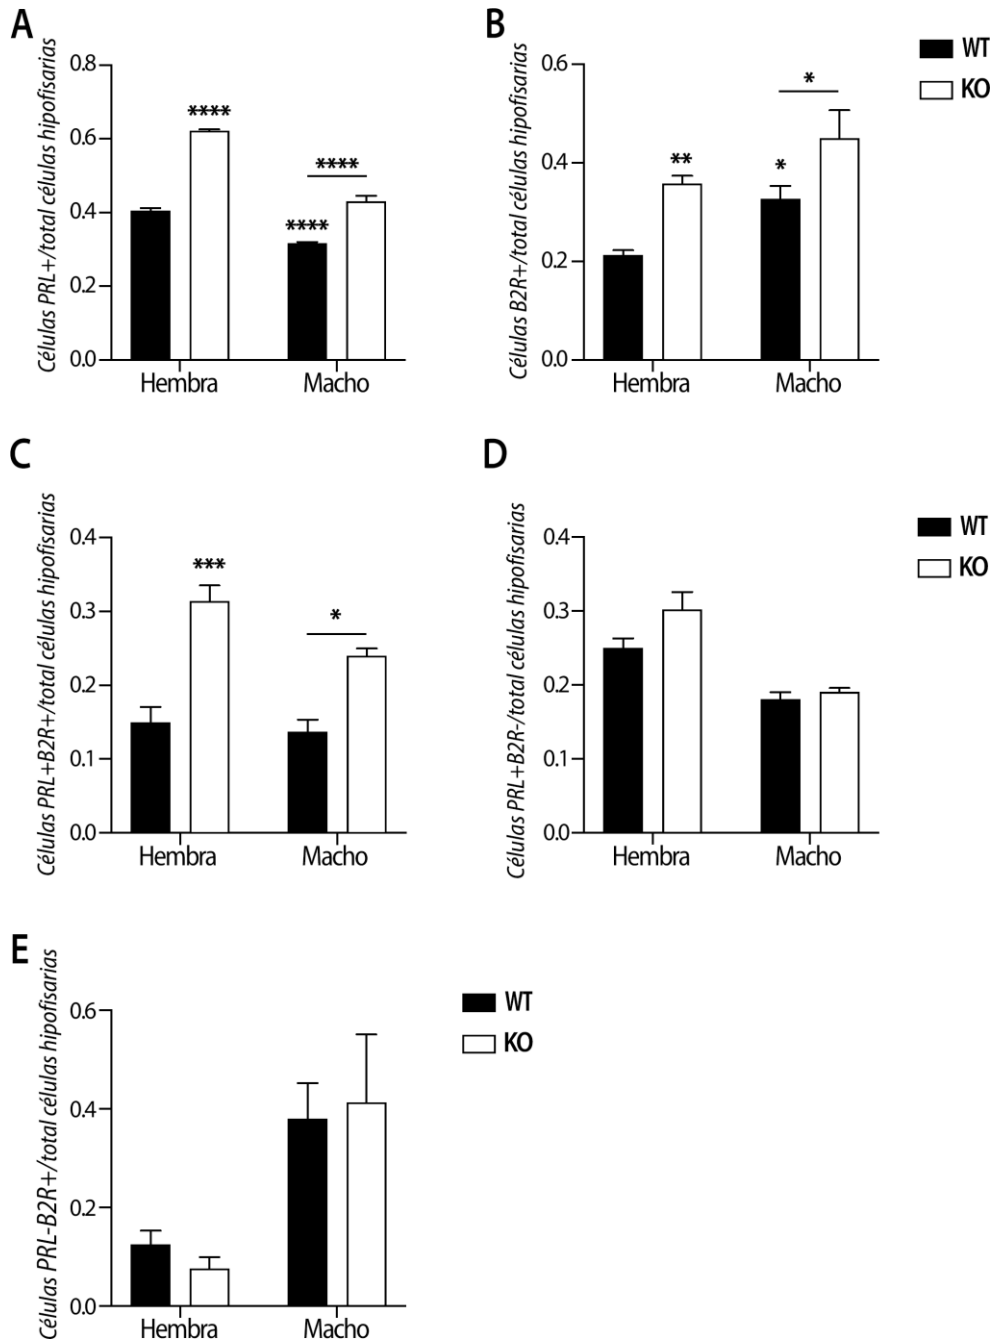 A
Células PRL+/total células hipofisarias
0.8
0.6
0.4
0.2
0.0
****
****
****
Hembra
Macho
B
Células B2R+/total células hipofisarias
0.6
0.4
0.2
0.0
**
*
*
Hembra
Macho
WT
KO
C
Células PRL+B2R+/total células hipofisarias
0.4
0.3
0.2
0.1
0.0
***
*
Hembra
Macho
D
Células PRL+B2R-/total células hipofisarias
0.4
0.3
0.2
0.1
0.0
Hembra
Macho
WT
KO
E
Células PRL-B2R+/total células hipofisarias
0.6
0.4
0.2
0.0
Hembra
Macho
WT
KO